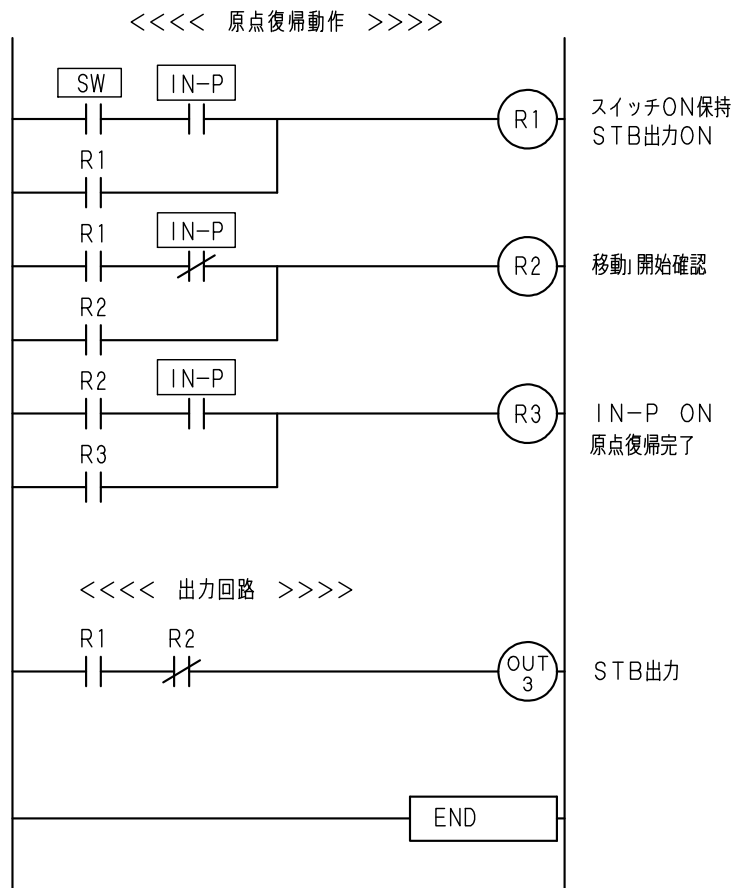 <<<< 原点復帰動作 >>>>
SW IN-P
R1 スイッチON保持
STB出力ON
R1
R1 IN-P
R2 移動」開始確認
R2
R2 IN-P
R3 IN-P ON
原点復帰完了
R3
<<<< 出力回路 >>>>
R1 R2
OUT
3
STB出力
END